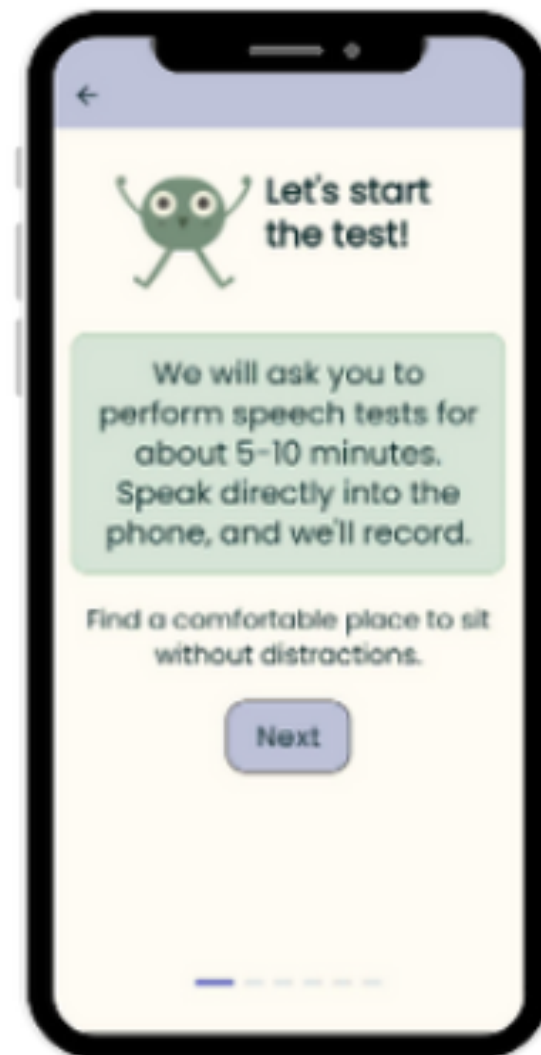 Let's start
the test!
We will ask you to
perform speech tests for
about 5-10 minutes.
Speak directly into the
phone, and we'll record.
Find a comfortable place to sit
without distractions.
Next